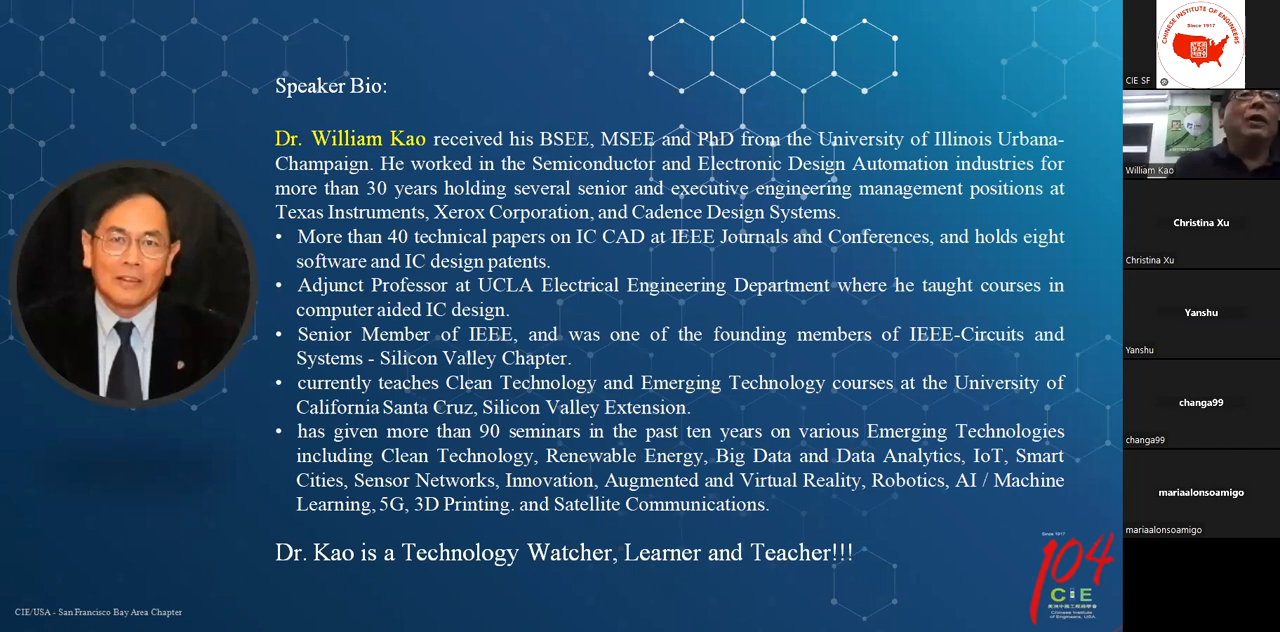 Speaker Bio:
Dr. William Kao received his BSEE, MSEE and PhD from the University of Illinois Urbana-
Champaign. He worked in the Semiconductor and Electronic Design Automation industries for
more than 30 years holding several senior and executive engineering management positions at
Texas Instruments, Xerox Corporation, and Cadence Design Systems.
• More than 40 technical papers on IC CAD at IEEE Journals and Conferences, and holds eight
software and IC design patents.
• Adjunct Professor at UCLA Electrical Engineering Department where he taught courses in
computer aided IC design.
• Senior Member of IEEE, and was one of the founding members of IEEE-Circuits and
Systems - Silicon Valley Chapter.
• currently teaches Clean Technology and Emerging Technology courses at the University of
California Santa Cruz, Silicon Valley Extension.
• has given more than 90 seminars in the past ten years on various Emerging Technologies
including Clean Technology, Renewable Energy, Big Data and Data Analytics, IoT, Smart
Cities, Sensor Networks, Innovation, Augmented and Virtual Reality, Robotics, AI / Machine
Learning, 5G, 3D Printing. and Satellite Communications.
Dr. Kao is a Technology Watcher, Learner and Teacher!!!
CIE/USA - San Francisco Bay Area Chapter
Since 1917
104
CIE
Chinese Institute
of Engineers, USA
CHINESE INSTITUTE OF ENGINEERS
Since 1917
CIE SF
William Kao
Christina Xu
Christina Xu
Yanshu
Yanshu
changa99
changa99
mariaalonsoamigo
mariaalonsoamigo